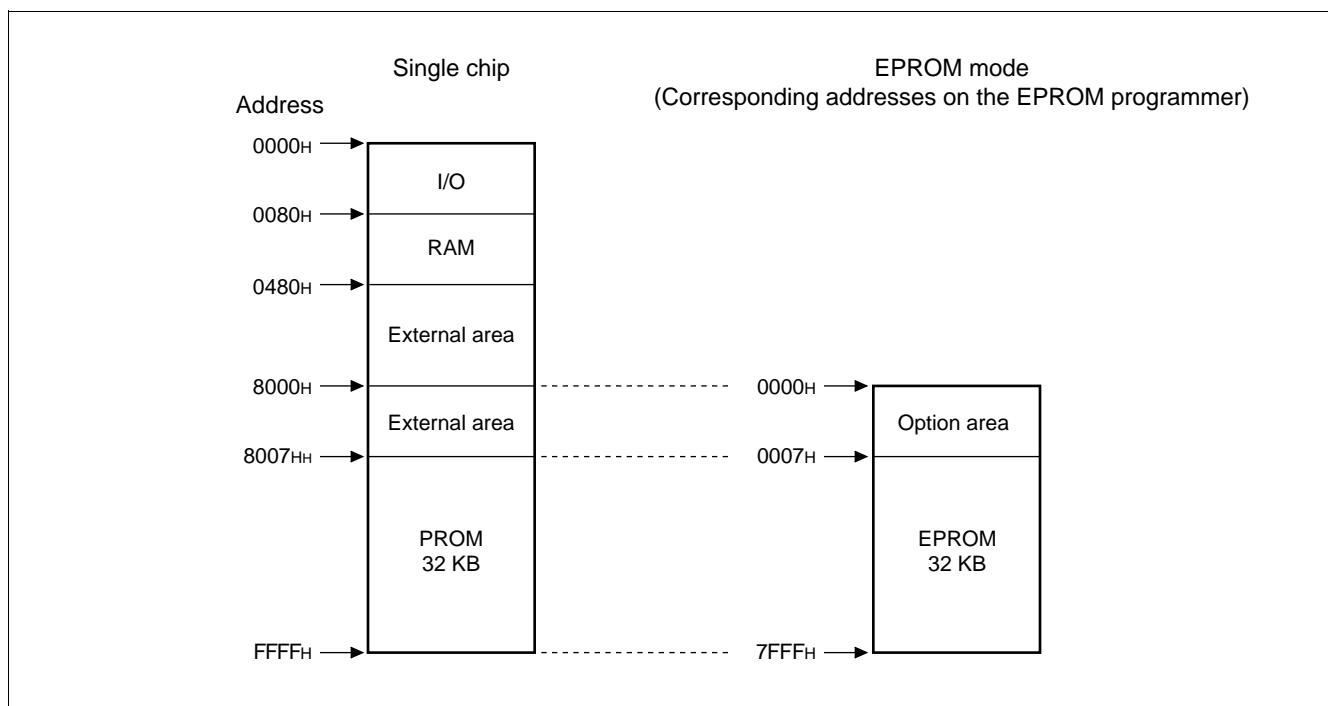 Single chip
EPROM mode
(Corresponding addresses on the EPROM programmer)
Address
0000H
I/O
0080H
RAM
0480H
External area
8000H
0000H
External area
Option area
8007HH
0007H
PROM
32 KB
EPROM
32 KB
FFFFH
7FFFH